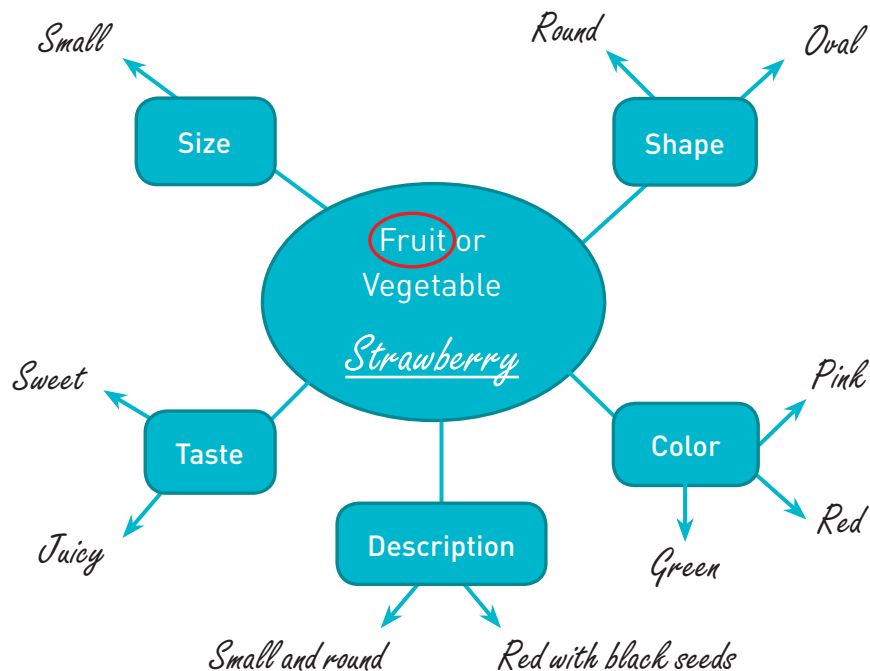 Small
Round
Oval
Size
Shape
Fruit or
Vegetable
Strawberry
Sweet
Pink
Taste
Color
Juicy
Description
Red
Green
Small and round
Red with black seeds